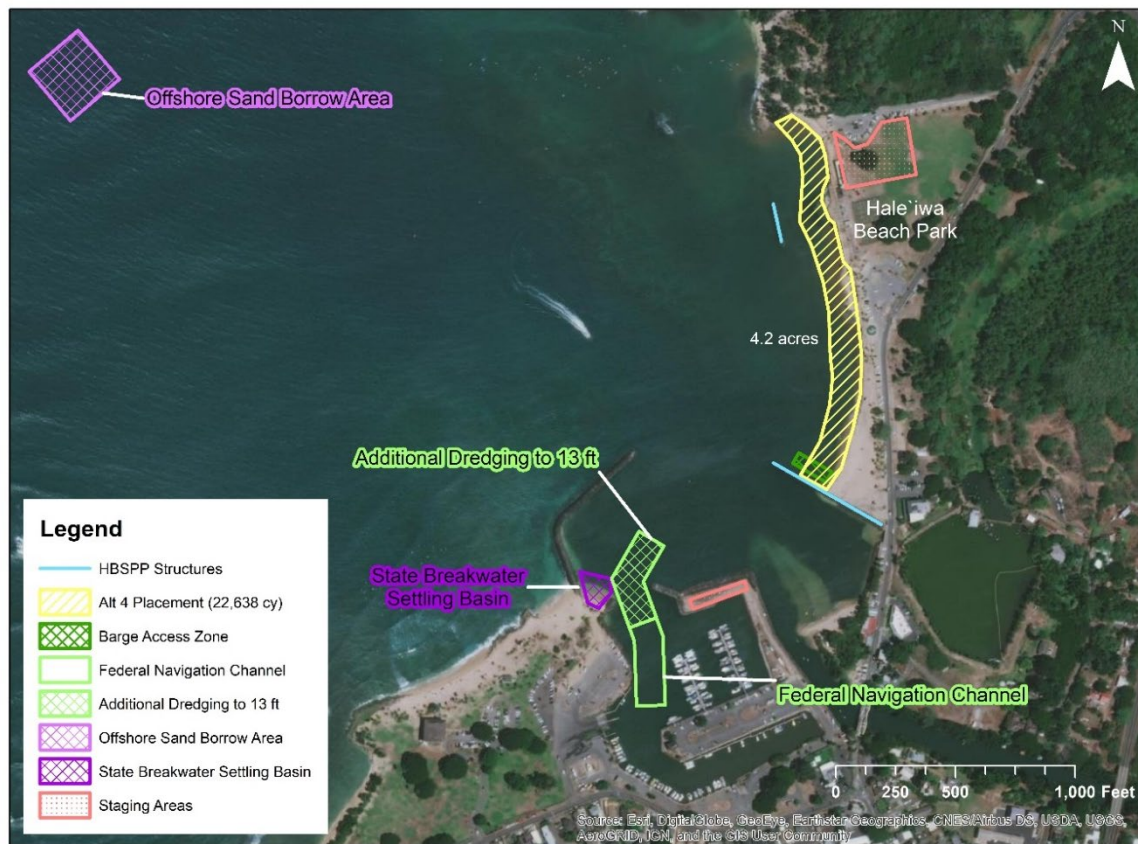 N
Offshore Sand Borrow Area
Hale`iwa
Beach Park
4.2 acres
Additional Dredging to 13 ft
State Breakwater
Settling Basin
Federal Navigation Channel
Legend
HBSPP Structures
Alt 4 Placement (22,638 cy)
Barge Access Zone
Federal Navigation Channel
Additional Dredging to 13 ft
Offshore Sand Borrow Area
State Breakwater Settling Basin
Staging Areas
0 250 500 1,000 Feet
Source: Esri, DigitalGlobe, GeoEye, Earthstar Geographics, CNES/Airbus DS, USDA, USGS,
AeroGRID, IGN, and the GIS User Community